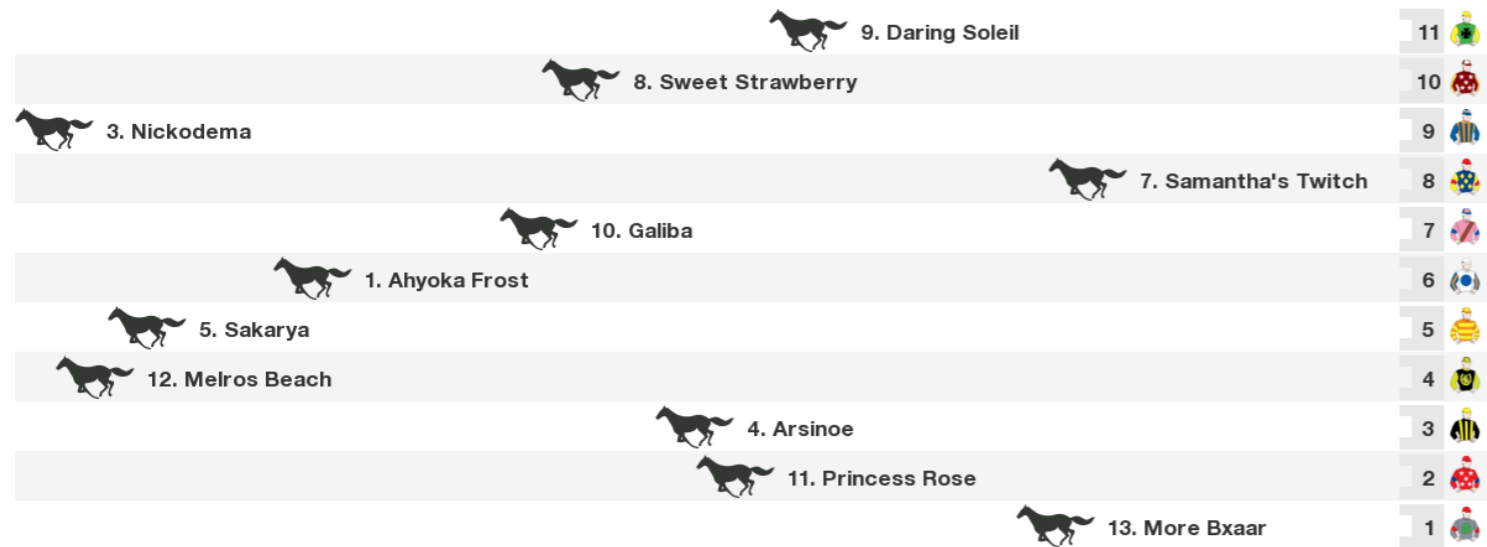 9. Daring Soleil 11
8. Sweet Strawberry 10
3. Nickodema 9
7. Samantha's Twitch 8
10. Galiba 7
1. Ahyoka Frost 6
5. Sakarya 5
12. Melros Beach 4
4. Arsinoe 3
11. Princess Rose 2
13. More Bxaar 1